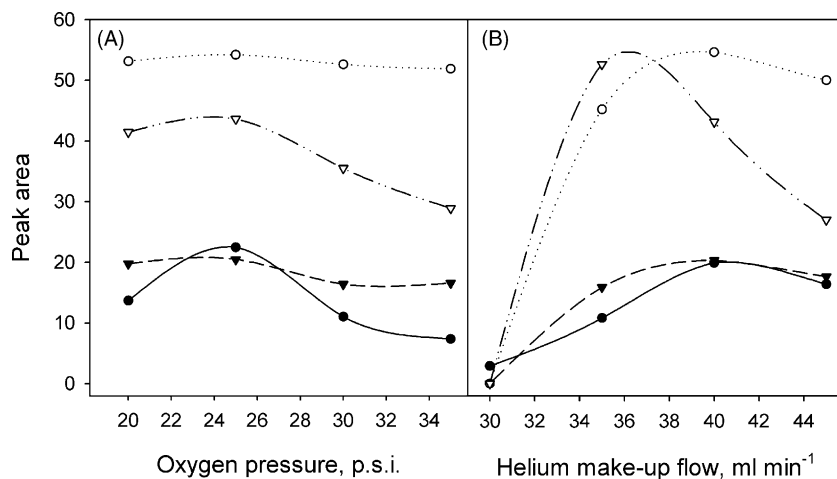 60
(A)
(B)
50
40
30
20
10
0
Peak area
20 22 24 26 28 30 32 34
30 32 34 36 38 40 42 44
Oxygen pressure, p.s.i.
Helium make-up flow, ml min⁻¹